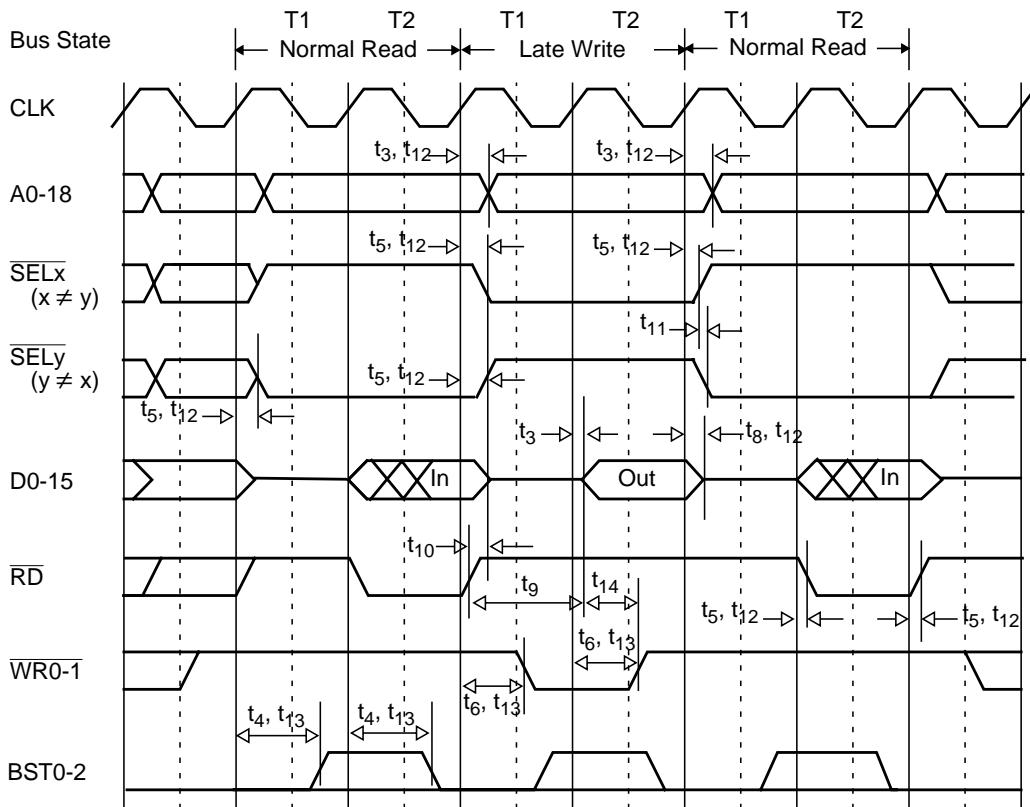 T1 T2 T1 T2 T1 T2
Bus State Normal Read Late Write Normal Read
CLK
t3, t12 t3, t12
A0-18
t5, t12 t5, t12
SELx
(x ≠ y)
t11
SELy
(y ≠ x)
t5, t12
t5, t12
t3 t8, t12
D0-15 In Out In
t10
RD
t9 t14
t5, t12 t5, t12
t6, t13
WR0-1
t6, t13
t4, t13 t4, t13
BST0-2